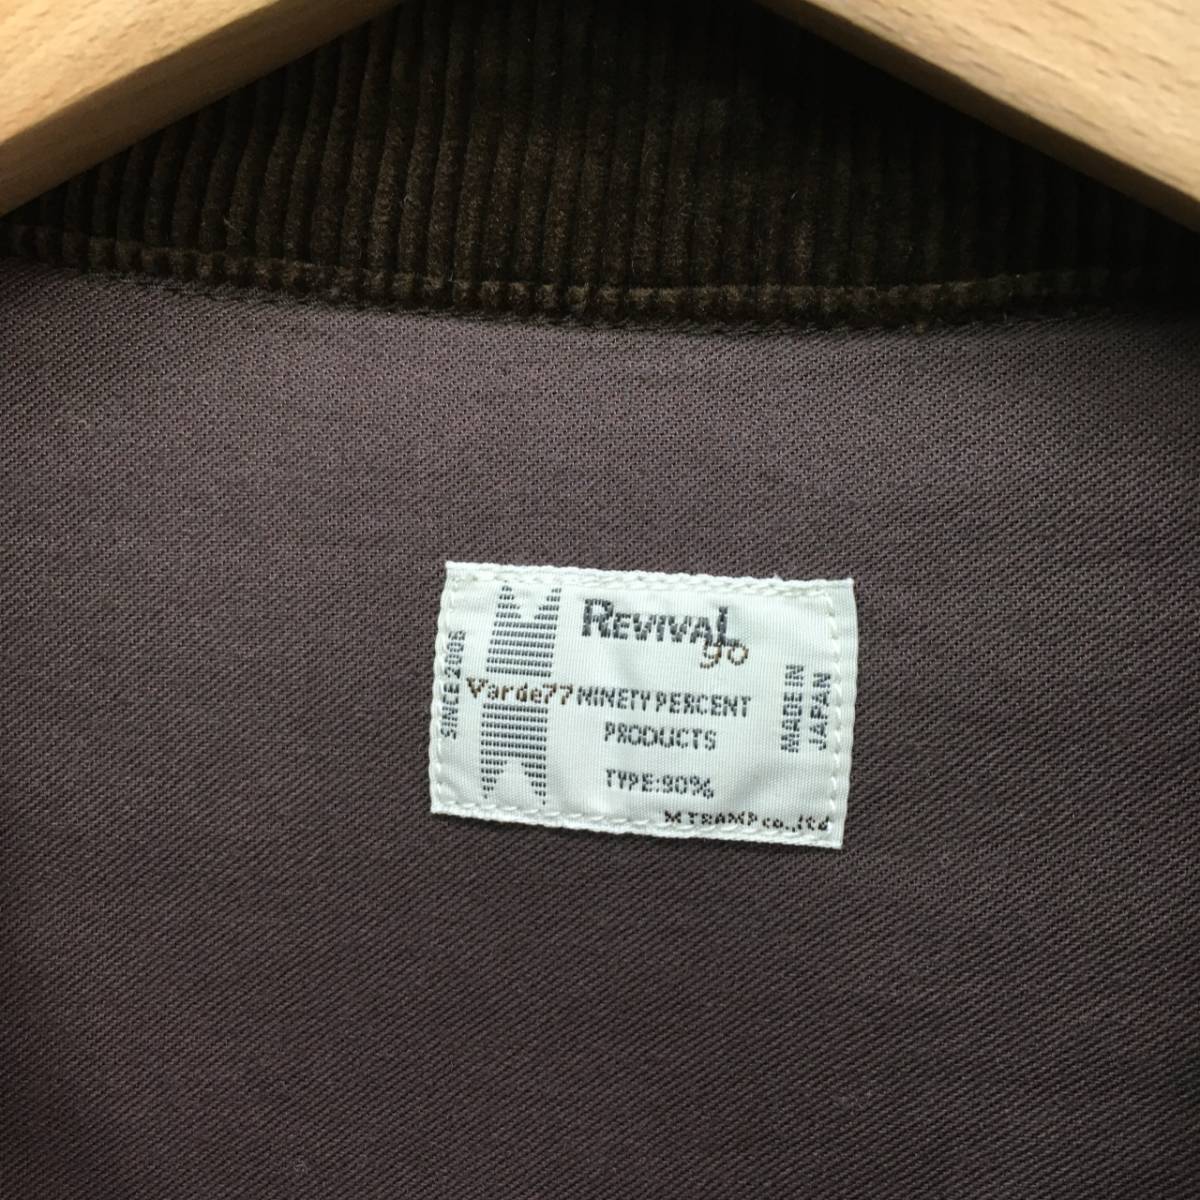 SINCE 2005
Varde77
REVIVAL
90
NINETY PERCENT
PRODUCTS
TYPE:90%
MADE IN
JAPAN
M TRAMP co.,ltd